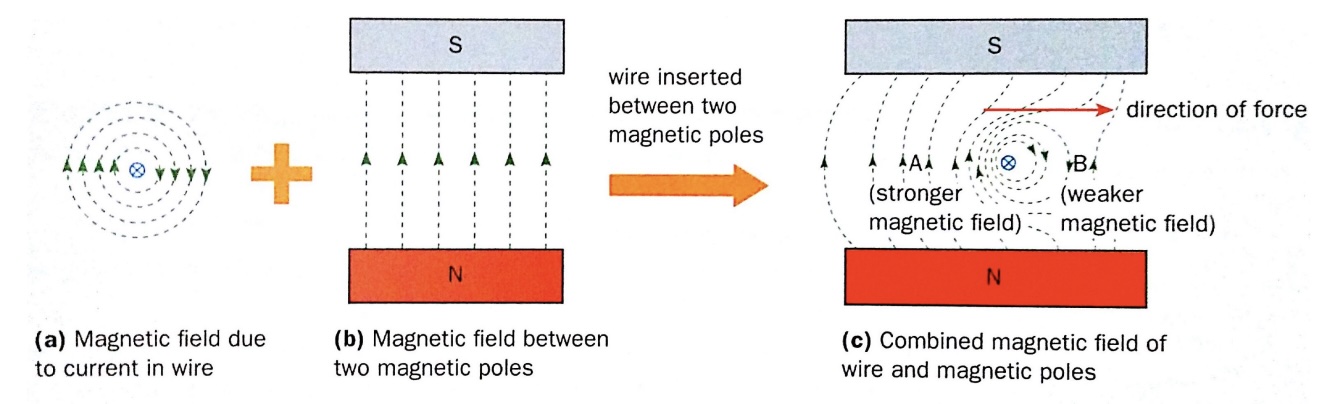 S
N
(a) Magnetic field due
to current in wire
(b) Magnetic field between
two magnetic poles
wire inserted
between two
magnetic poles
S
direction of force
A
(stronger
magnetic field)
B
(weaker
magnetic field)
N
(c) Combined magnetic field of
wire and magnetic poles